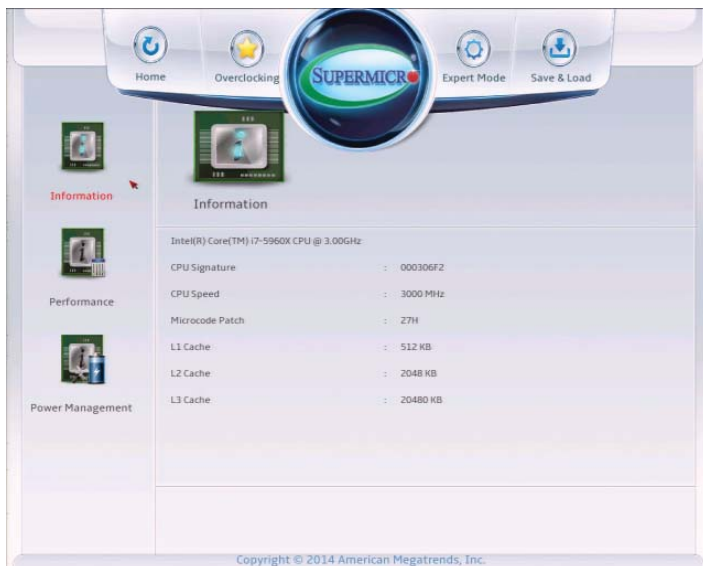 Home
Overclocking
SUPERMICRO
Expert Mode
Save & Load
Information
Performance
Power Management
Information
Intel(R) Core(TM) i7-5960X CPU @ 3.00GHz
CPU Signature : 000306F2
CPU Speed : 3000 MHz
Microcode Patch : 27H
L1 Cache : 512 KB
L2 Cache : 2048 KB
L3 Cache : 20480 KB
Copyright © 2014 American Megatrends, Inc.